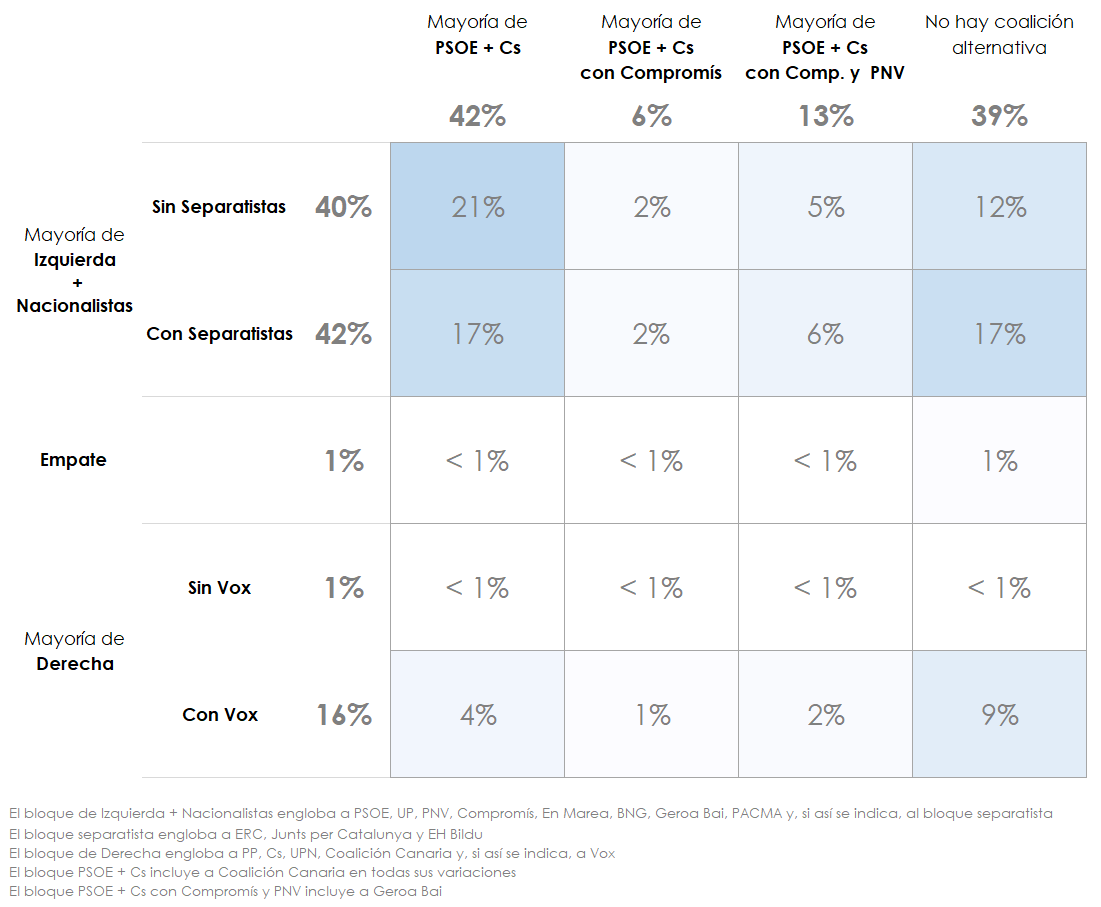 Mayoría de
PSOE + Cs
Mayoría de
PSOE + Cs
con Compromís
Mayoría de
PSOE + Cs
con Comp. y PNV
No hay coalición
alternativa
42% 6% 13% 39%
Mayoría de
Izquierda
+
Nacionalistas
Sin Separatistas 40% 21% 2% 5% 12%
Con Separatistas 42% 17% 2% 6% 17%
Empate 1% < 1% < 1% < 1% 1%
Mayoría de
Derecha
Sin Vox 1% < 1% < 1% < 1% < 1%
Con Vox 16% 4% 1% 2% 9%
El bloque de Izquierda + Nacionalistas engloba a PSOE, UP, PNV, Compromís, En Marea, BNG, Geroa Bai, PACMA y, si así se indica, al bloque separatista
El bloque separatista engloba a ERC, Junts per Catalunya y EH Bildu
El bloque de Derecha engloba a PP, Cs, UPN, Coalición Canaria y, si así se indica, a Vox
El bloque PSOE + Cs incluye a Coalición Canaria en todas sus variaciones
El bloque PSOE + Cs con Compromís y PNV incluye a Geroa Bai